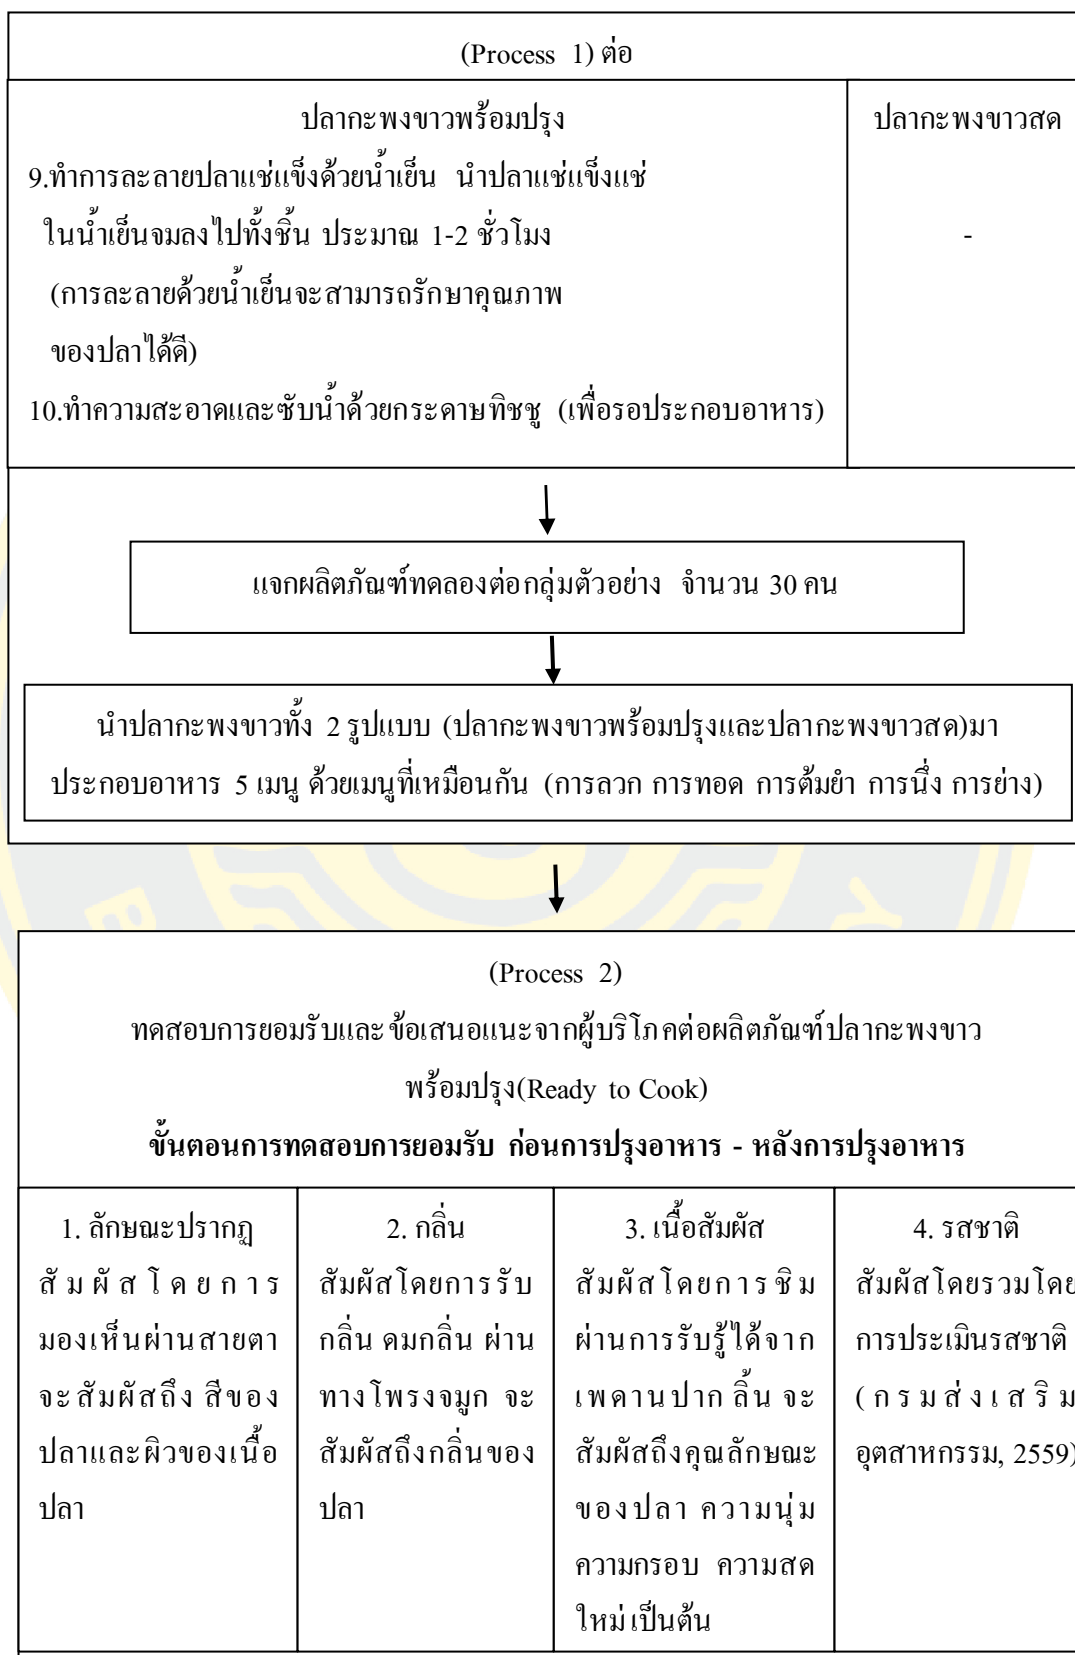 (Process 1) ต่อ
ปลากะพงขาวพร้อมปรุง
9.ทำการละลายปลาแช่แข็งด้วยน้ำเย็น นำปลาแช่แข็งแช่
ในน้ำเย็นจมลงไปทั้งชิ้น ประมาณ 1-2 ชั่วโมง
(การละลายด้วยน้ำเย็นจะสามารถรักษาคุณภาพ
ของปลาได้ดี)
10.ทำความสะอาดและซับน้ำด้วยกระดาษทิชชู (เพื่อรอประกอบอาหาร)
ปลากะพงขาวสด
-
แจกผลิตภัณฑ์ทดลองต่อกลุ่มตัวอย่าง จำนวน 30 คน
นำปลากะพงขาวทั้ง 2 รูปแบบ (ปลากะพงขาวพร้อมปรุงและปลากะพงขาวสด)มา
ประกอบอาหาร 5 เมนู ด้วยเมนูที่เหมือนกัน (การลวก การทอด การต้มยำ การนึ่ง การย่าง)
(Process 2)
ทดสอบการยอมรับและข้อเสนอแนะจากผู้บริโภคต่อผลิตภัณฑ์ปลากะพงขาว
พร้อมปรุง(Ready to Cook)
ขั้นตอนการทดสอบการยอมรับ ก่อนการปรุงอาหาร - หลังการปรุงอาหาร
1. ลักษณะปรากฏ
สัมผัสโดยการ
มองเห็นผ่านสายตา
จะสัมผัสถึง สีของ
ปลาและผิวของเนื้อ
ปลา
2. กลิ่น
สัมผัสโดยการรับ
กลิ่น ดมกลิ่น ผ่าน
ทางโพรงจมูก จะ
สัมผัสถึงกลิ่นของ
ปลา
3. เนื้อสัมผัส
สัมผัสโดยการชิม
ผ่านการรับรู้ได้จาก
เพดานปาก ลิ้น จะ
สัมผัสถึงคุณลักษณะ
ของปลา ความนุ่ม
ความกรอบ ความสด
ใหม่ เป็นต้น
4. รสชาติ
สัมผัสโดยรวมโดย
การประเมินรสชาติ
(กรมส่งเสริม
อุตสาหกรรม, 2559)